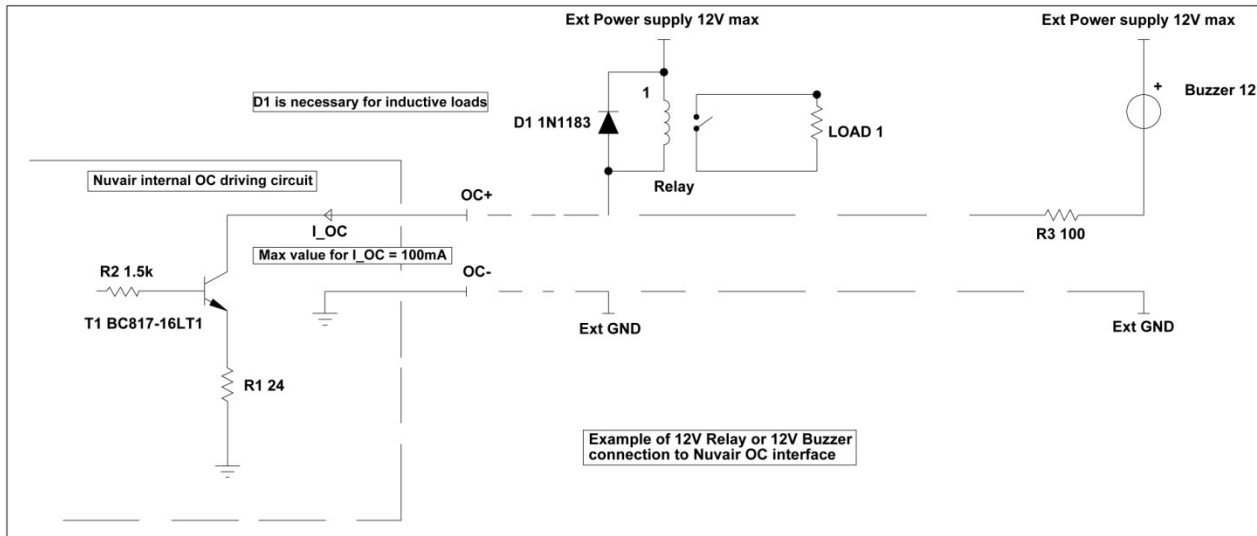 Ext Power supply 12V max
Ext Power supply 12V max
D1 is necessary for inductive loads
1
+
Buzzer 12
D1 1N1183
LOAD 1
Nuvair internal OC driving circuit
Relay
OC+
I_OC
R3 100
Max value for I_OC = 100mA
OC-
R2 1.5k
T1 BC817-16LT1
Ext GND
Ext GND
R1 24
Example of 12V Relay or 12V Buzzer
connection to Nuvair OC interface